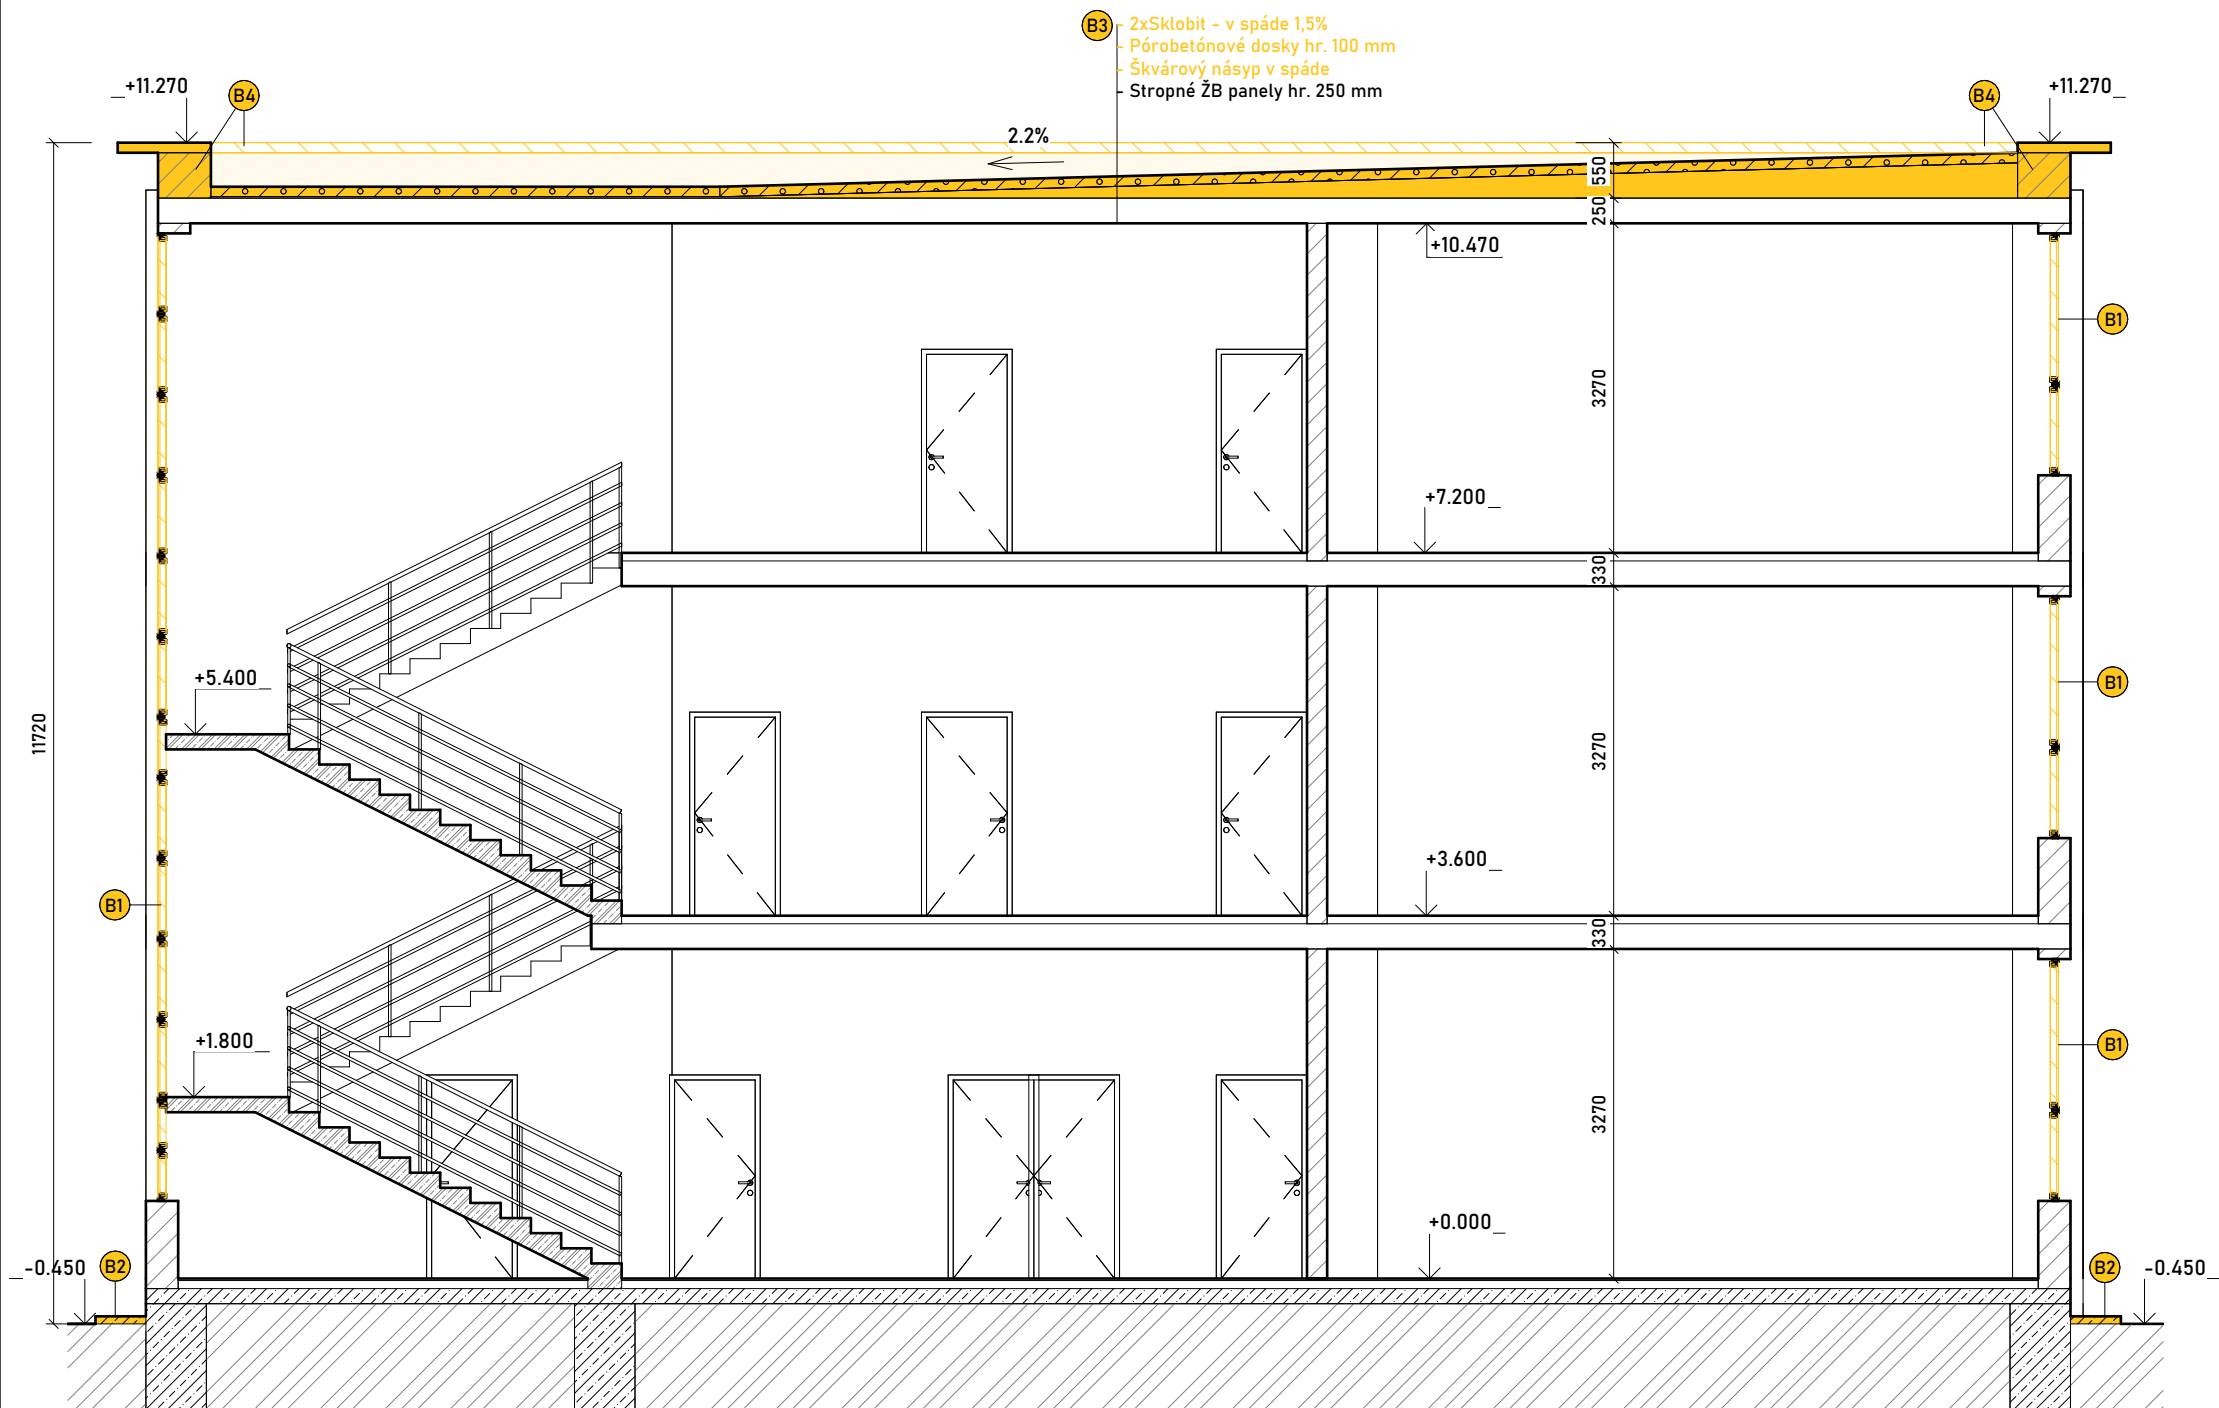 B3
- 2xSklobit - v spáde 1,5%
- Pórobetónové dosky hr. 100 mm
- Škvárový násyp v spáde
- Stropné ŽB panely hr. 250 mm
+11.270
B4
B4
+11.270
2.2%
550
250
+10.470
B1
3270
+7.200
330
+5.400
B1
11720
3270
+3.600
B1
330
+1.800
B1
3270
+0.000
-0.450
B2
B2
-0.450